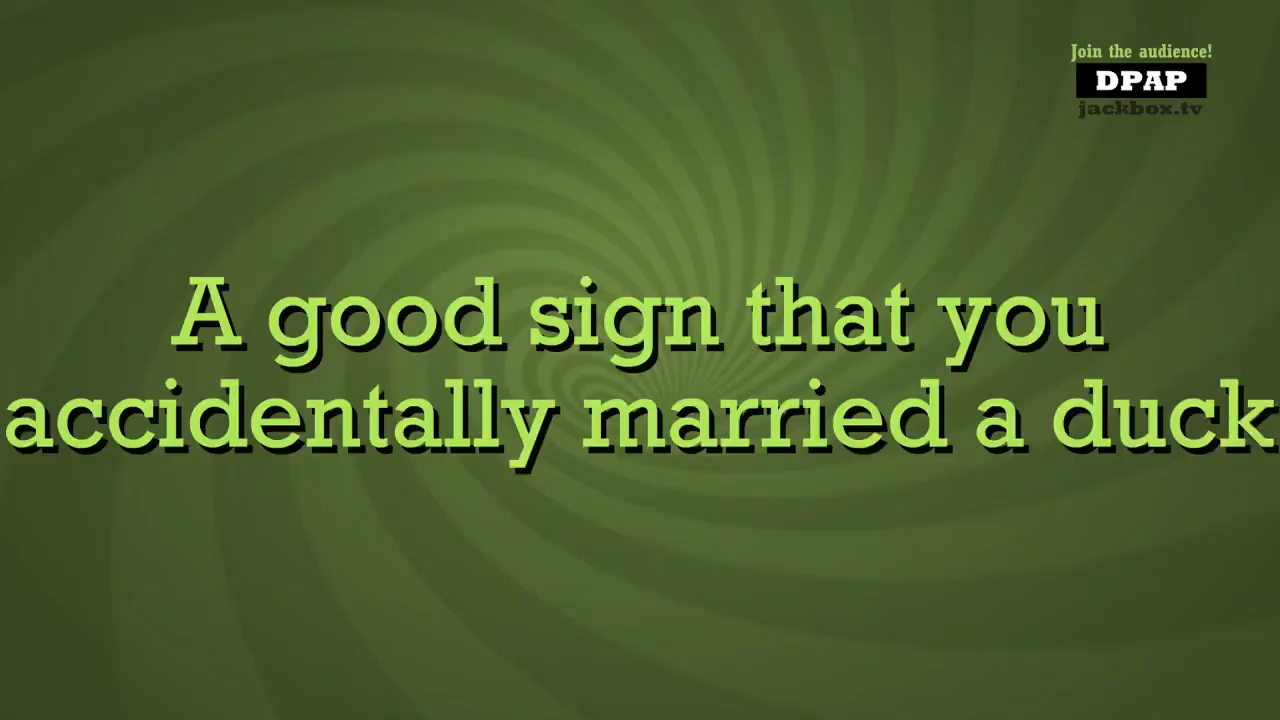 Join the audience!
DPAP
jackbox.tv
A good sign that you
accidentally married a duck